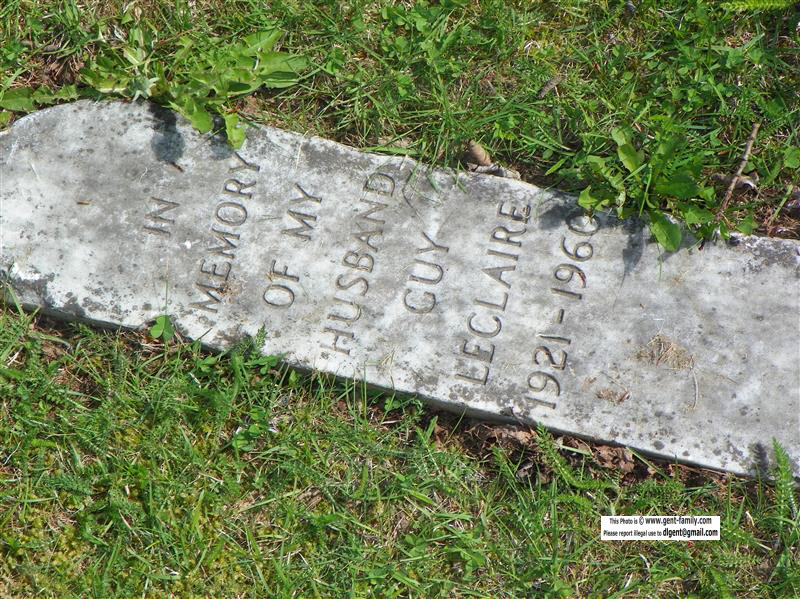 IN
MEMORY
OF MY
HUSBAND
GUY
LECLAIRE
1921-1960
This Photo is © www.gent-family.com
Please report illegal use to dlgent@gmail.com